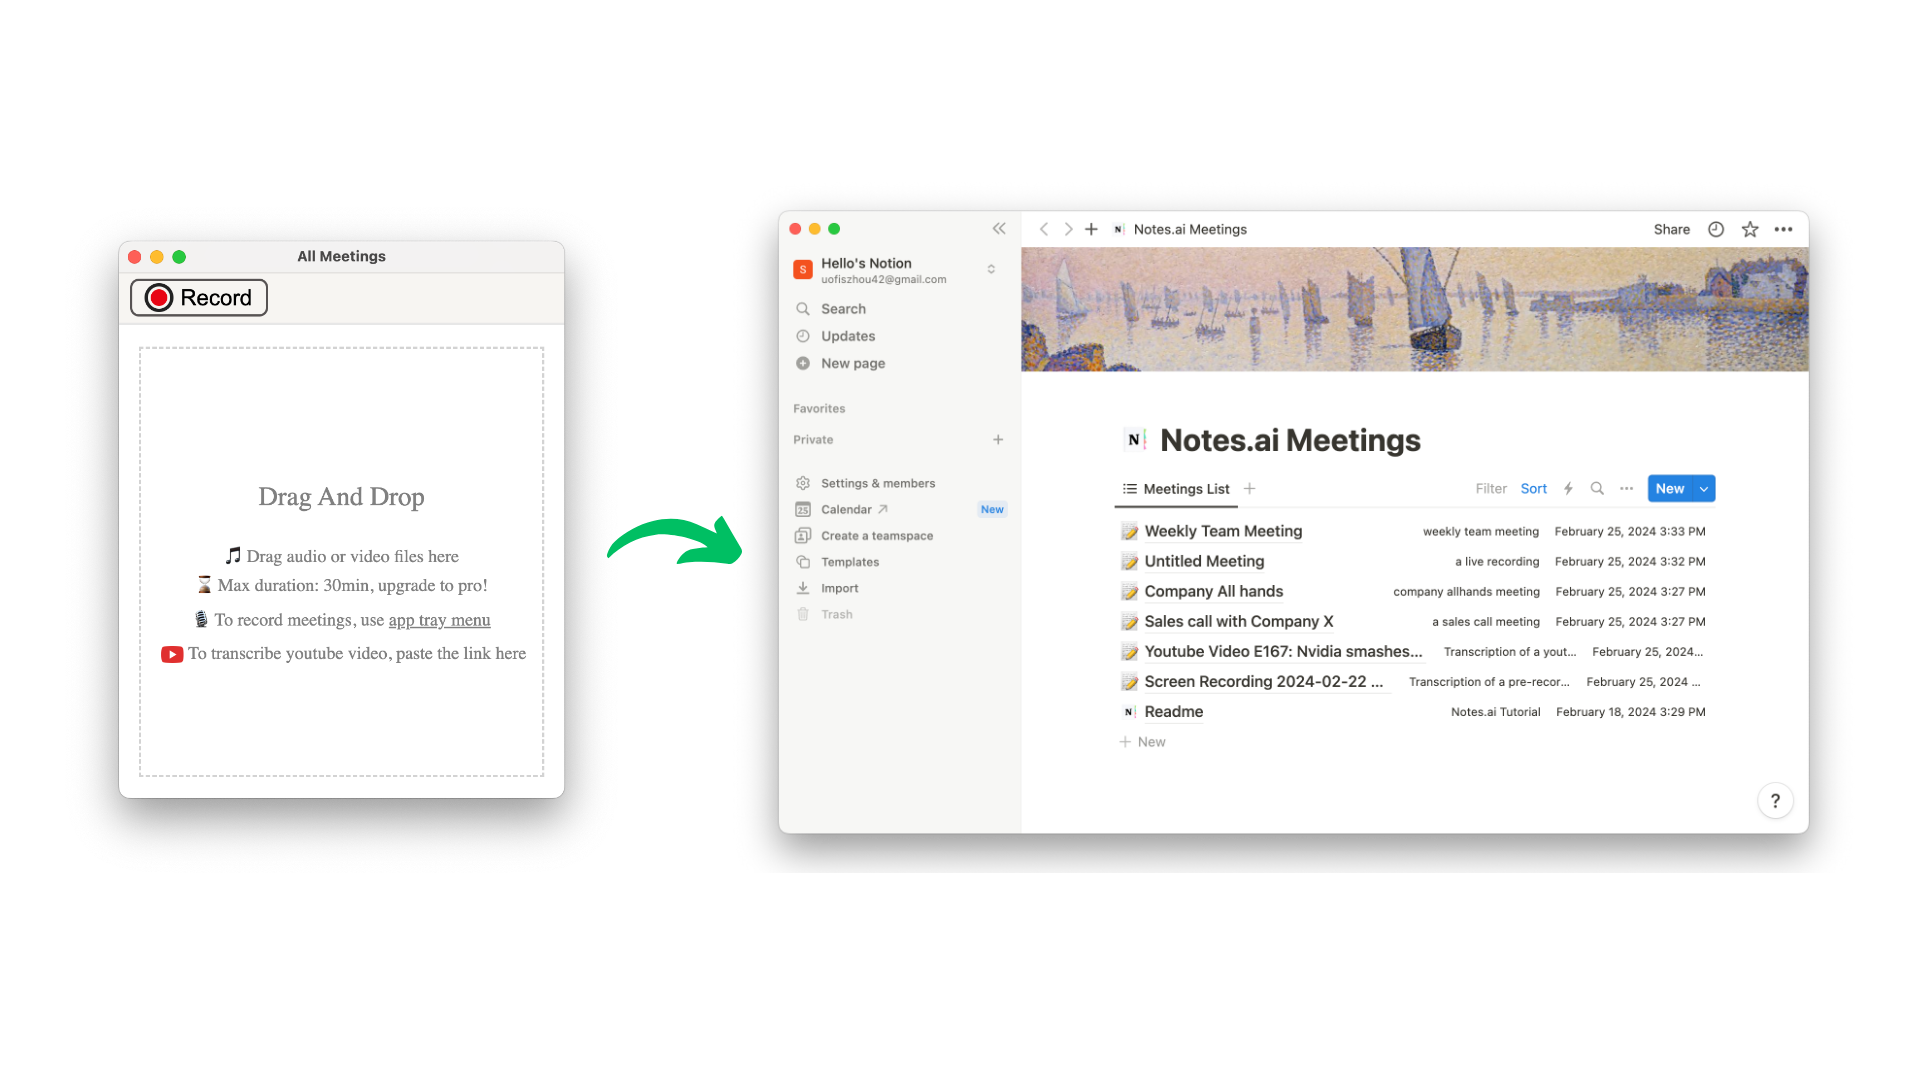 All Meetings
Record
Drag And Drop
🎵 Drag audio or video files here
⏳ Max duration: 30min, upgrade to pro!
🎙 To record meetings, use app tray menu
To transcribe youtube video, paste the link here
S
Hello's Notion
uofiszhou42@gmail.com
Search
Updates
New page
Favorites
Private
Settings & members
25 Calendar ↗ New
Create a teamspace
Templates
Import
Trash
N Notes.ai Meetings
Share
N Notes.ai Meetings
Meetings List
Filter Sort New
Weekly Team Meeting weekly team meeting February 25, 2024 3:33 PM
Untitled Meeting a live recording February 25, 2024 3:32 PM
Company All hands company allhands meeting February 25, 2024 3:27 PM
Sales call with Company X a sales call meeting February 25, 2024 3:27 PM
Youtube Video E167: Nvidia smashes... Transcription of a yout... February 25, 2024...
Screen Recording 2024-02-22 ... Transcription of a pre-recor... February 25, 2024 ...
N Readme Notes.ai Tutorial February 18, 2024 3:29 PM
+ New
?